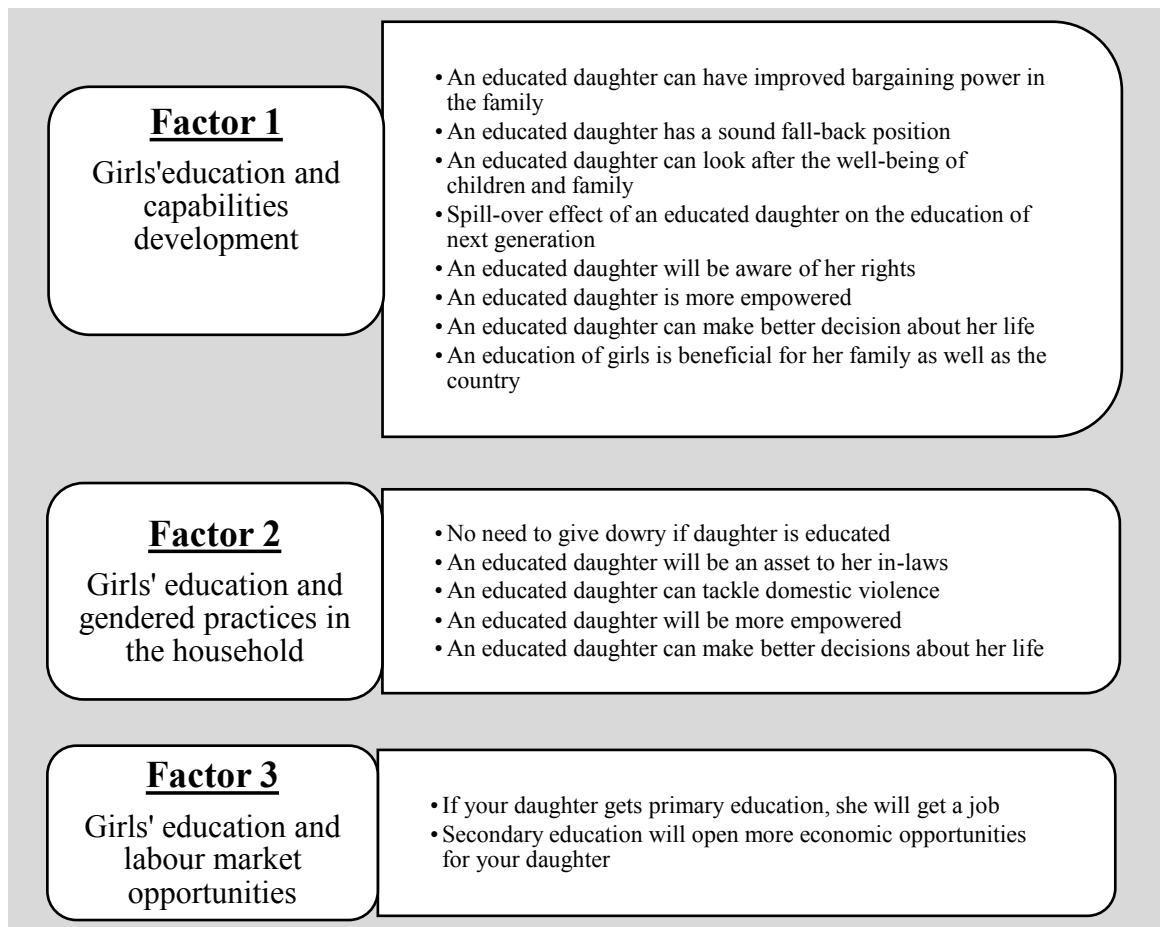 Factor 1
Girls'education and
capabilities
development
• An educated daughter can have improved bargaining power in
the family
• An educated daughter has a sound fall-back position
• An educated daughter can look after the well-being of
children and family
• Spill-over effect of an educated daughter on the education of
next generation
• An educated daughter will be aware of her rights
• An educated daughter is more empowered
• An educated daughter can make better decision about her life
• An education of girls is beneficial for her family as well as the
country
Factor 2
Girls' education and
gendered practices in
the household
• No need to give dowry if daughter is educated
• An educated daughter will be an asset to her in-laws
• An educated daughter can tackle domestic violence
• An educated daughter will be more empowered
• An educated daughter can make better decisions about her life
Factor 3
Girls' education and
labour market
opportunities
• If your daughter gets primary education, she will get a job
• Secondary education will open more economic opportunities
for your daughter